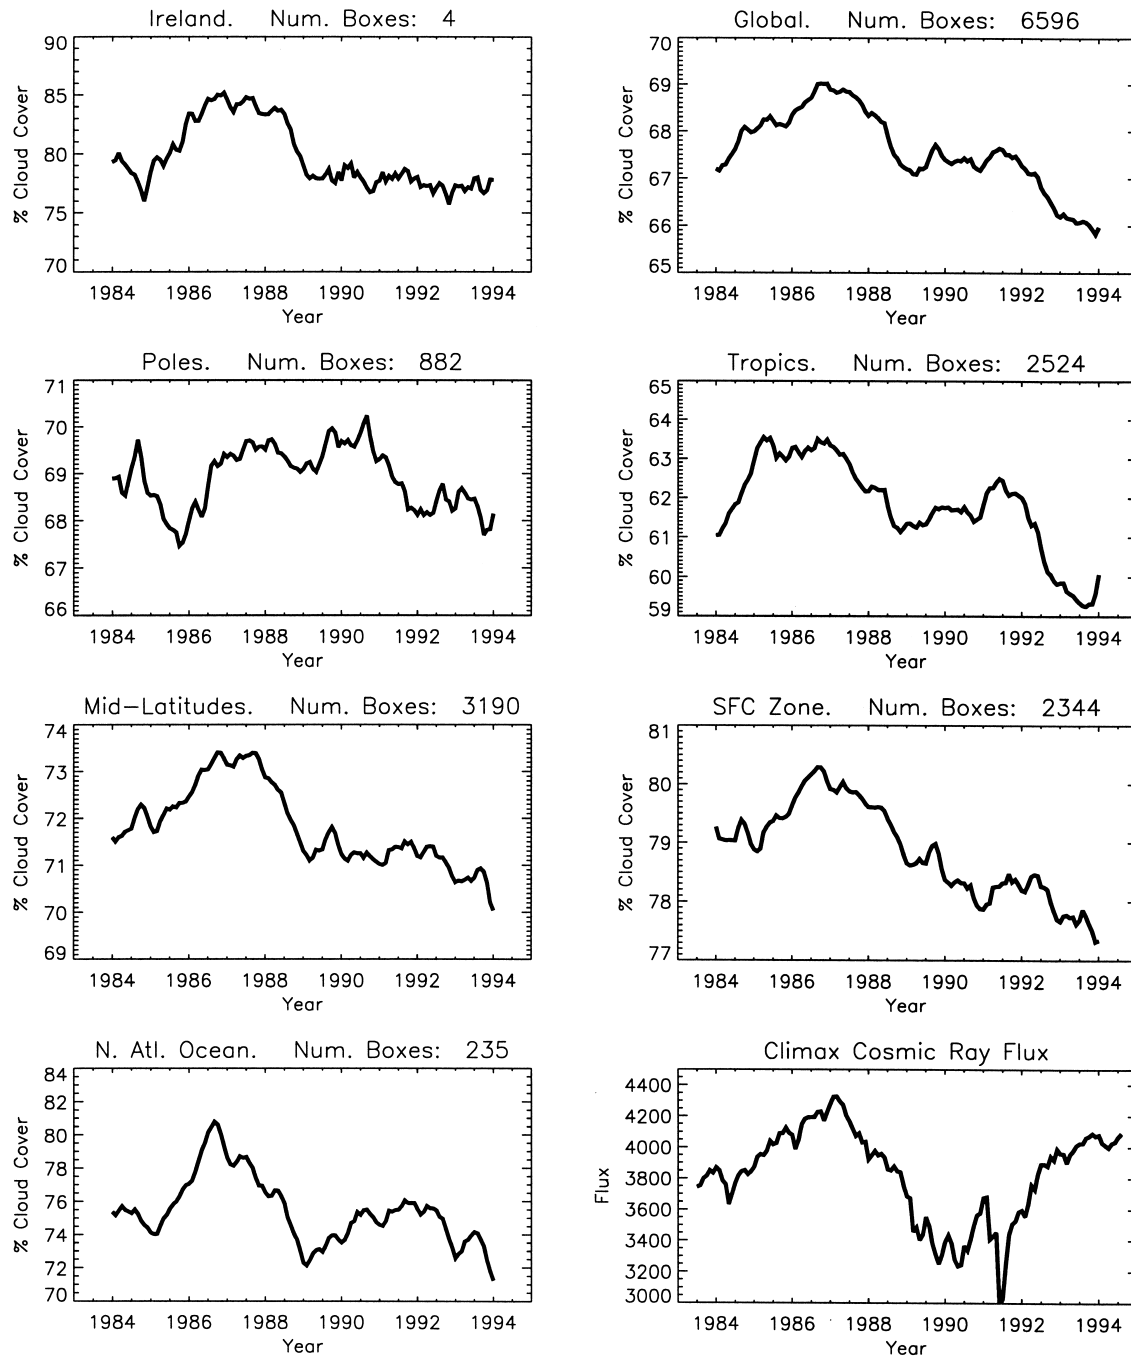 Ireland. Num. Boxes: 4
90
85
80
75
70
% Cloud Cover
1984 1986 1988 1990 1992 1994
Year
Global. Num. Boxes: 6596
70
69
68
67
66
65
% Cloud Cover
1984 1986 1988 1990 1992 1994
Year
Poles. Num. Boxes: 882
71
70
69
68
67
66
% Cloud Cover
1984 1986 1988 1990 1992 1994
Year
Tropics. Num. Boxes: 2524
65
64
63
62
61
60
59
% Cloud Cover
1984 1986 1988 1990 1992 1994
Year
Mid-Latitudes. Num. Boxes: 3190
74
73
72
71
70
69
% Cloud Cover
1984 1986 1988 1990 1992 1994
Year
SFC Zone. Num. Boxes: 2344
81
80
79
78
77
% Cloud Cover
1984 1986 1988 1990 1992 1994
Year
N. Atl. Ocean. Num. Boxes: 235
84
82
80
78
76
74
72
70
% Cloud Cover
1984 1986 1988 1990 1992 1994
Year
Climax Cosmic Ray Flux
4400
4200
4000
3800
3600
3400
3200
3000
Flux
1984 1986 1988 1990 1992 1994
Year